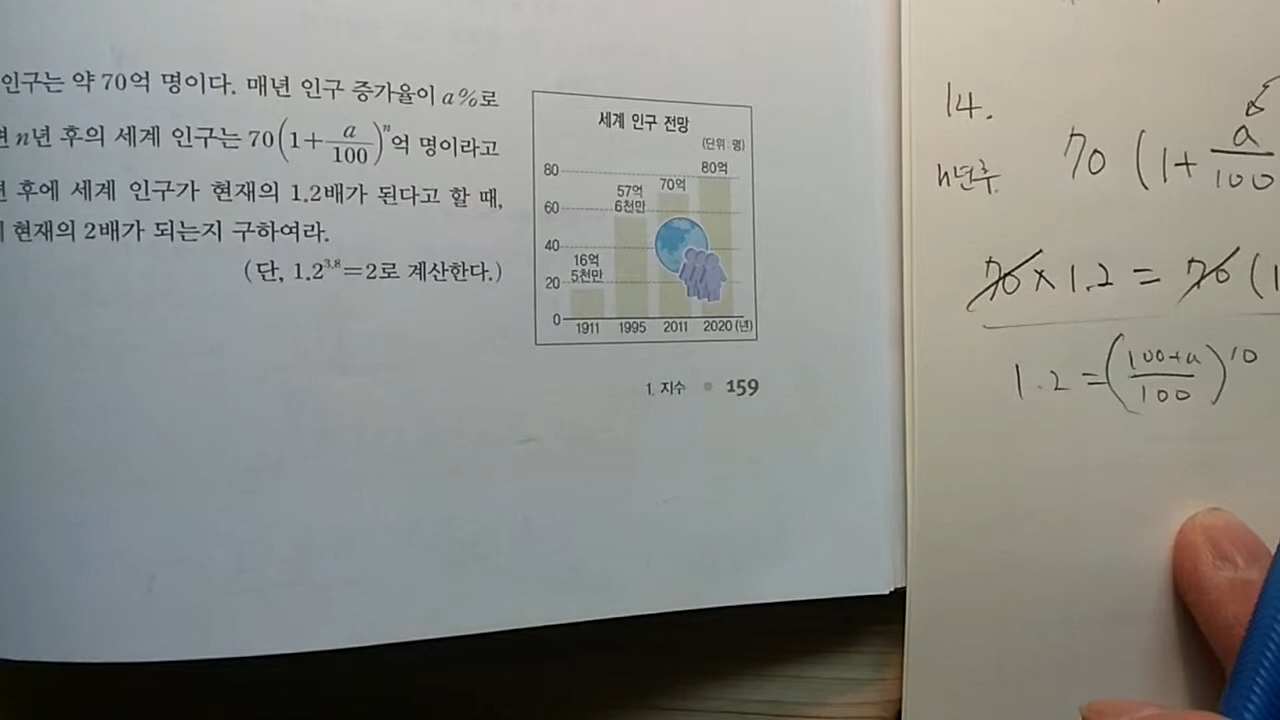 인구는 약 70억 명이다. 매년 인구 증가율이 a%로
n년 후의 세계 인구는 70(1+a/100)^n억 명이라고
후에 세계 인구가 현재의 1.2배가 된다고 할 때,
현재의 2배가 되는지 구하여라.
(단, 1.2^3.8=2로 계산한다.)
세계 인구 전망
(단위 명)
80
60
40
20
0
16억
5천만
57억
6천만
70억
80억
1911 1995 2011 2020 (년)
1. 지수 159
14.
n년후 70 (1+ a/100
70×1.2 = 70 (1
1.2 = (100+a/100)^10